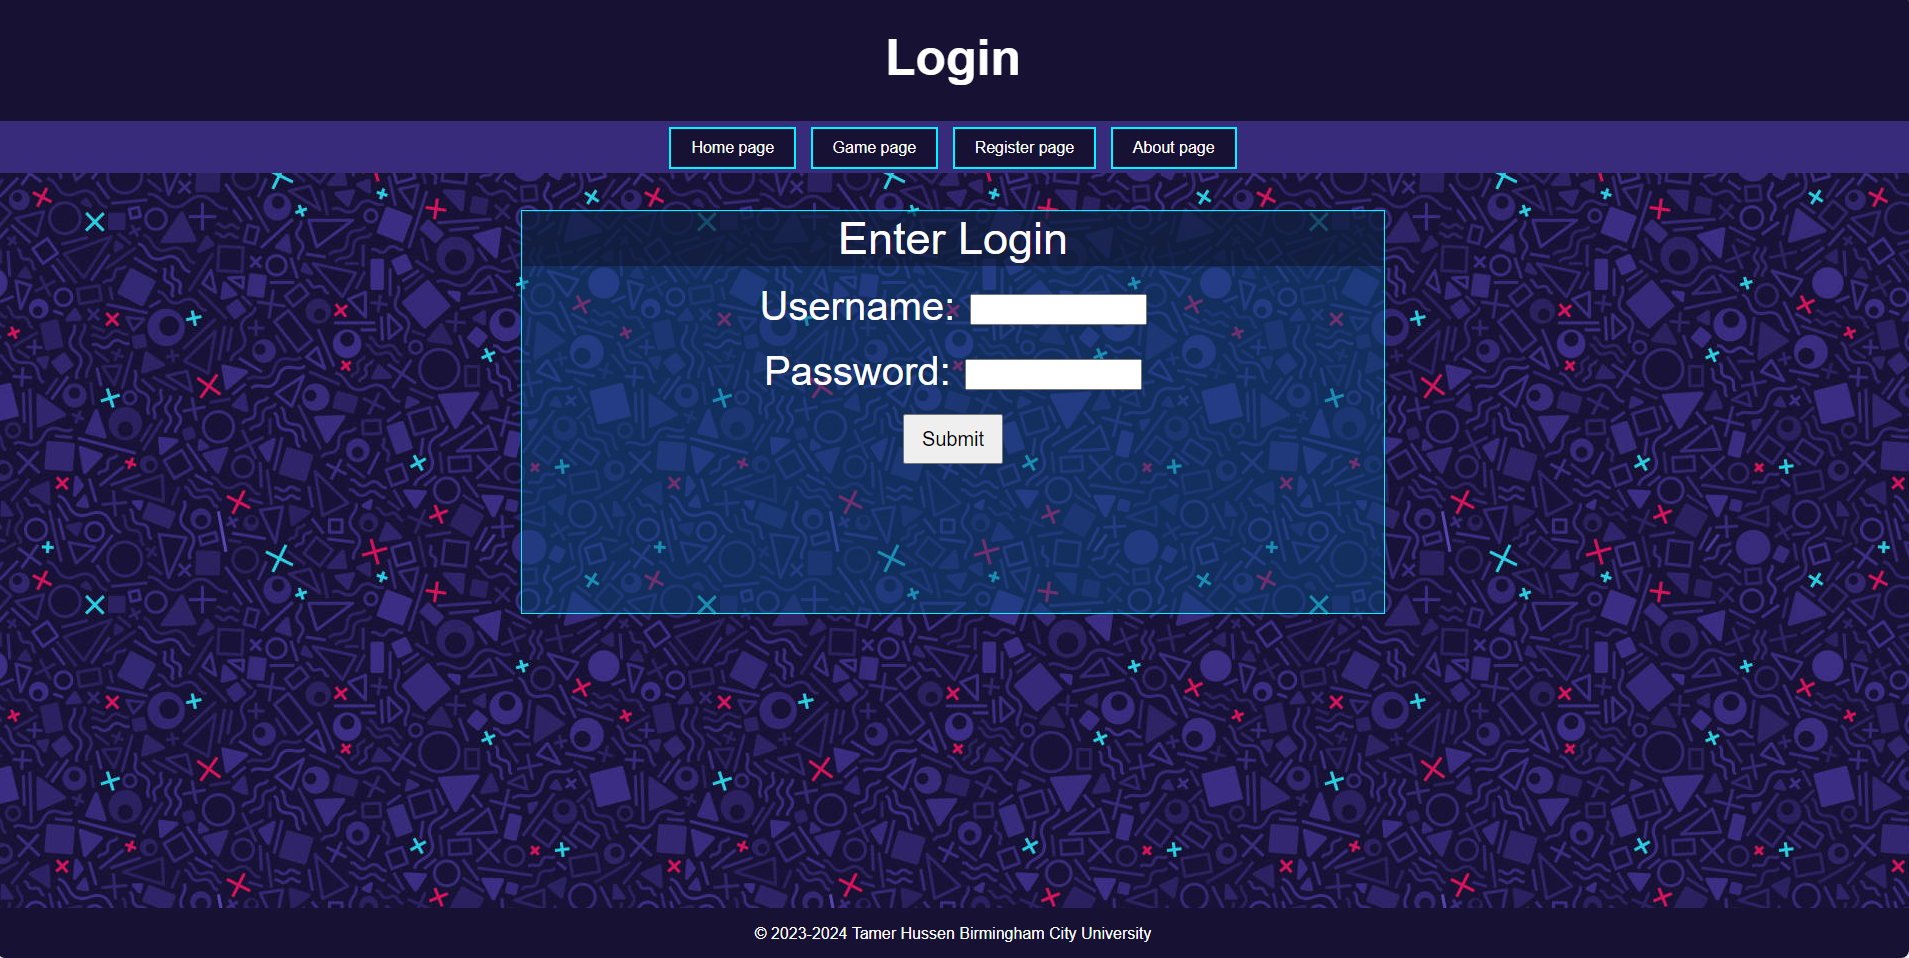 Login
Home page Game page Register page About page
Enter Login
Username:
Password:
Submit
© 2023-2024 Tamer Hussen Birmingham City University